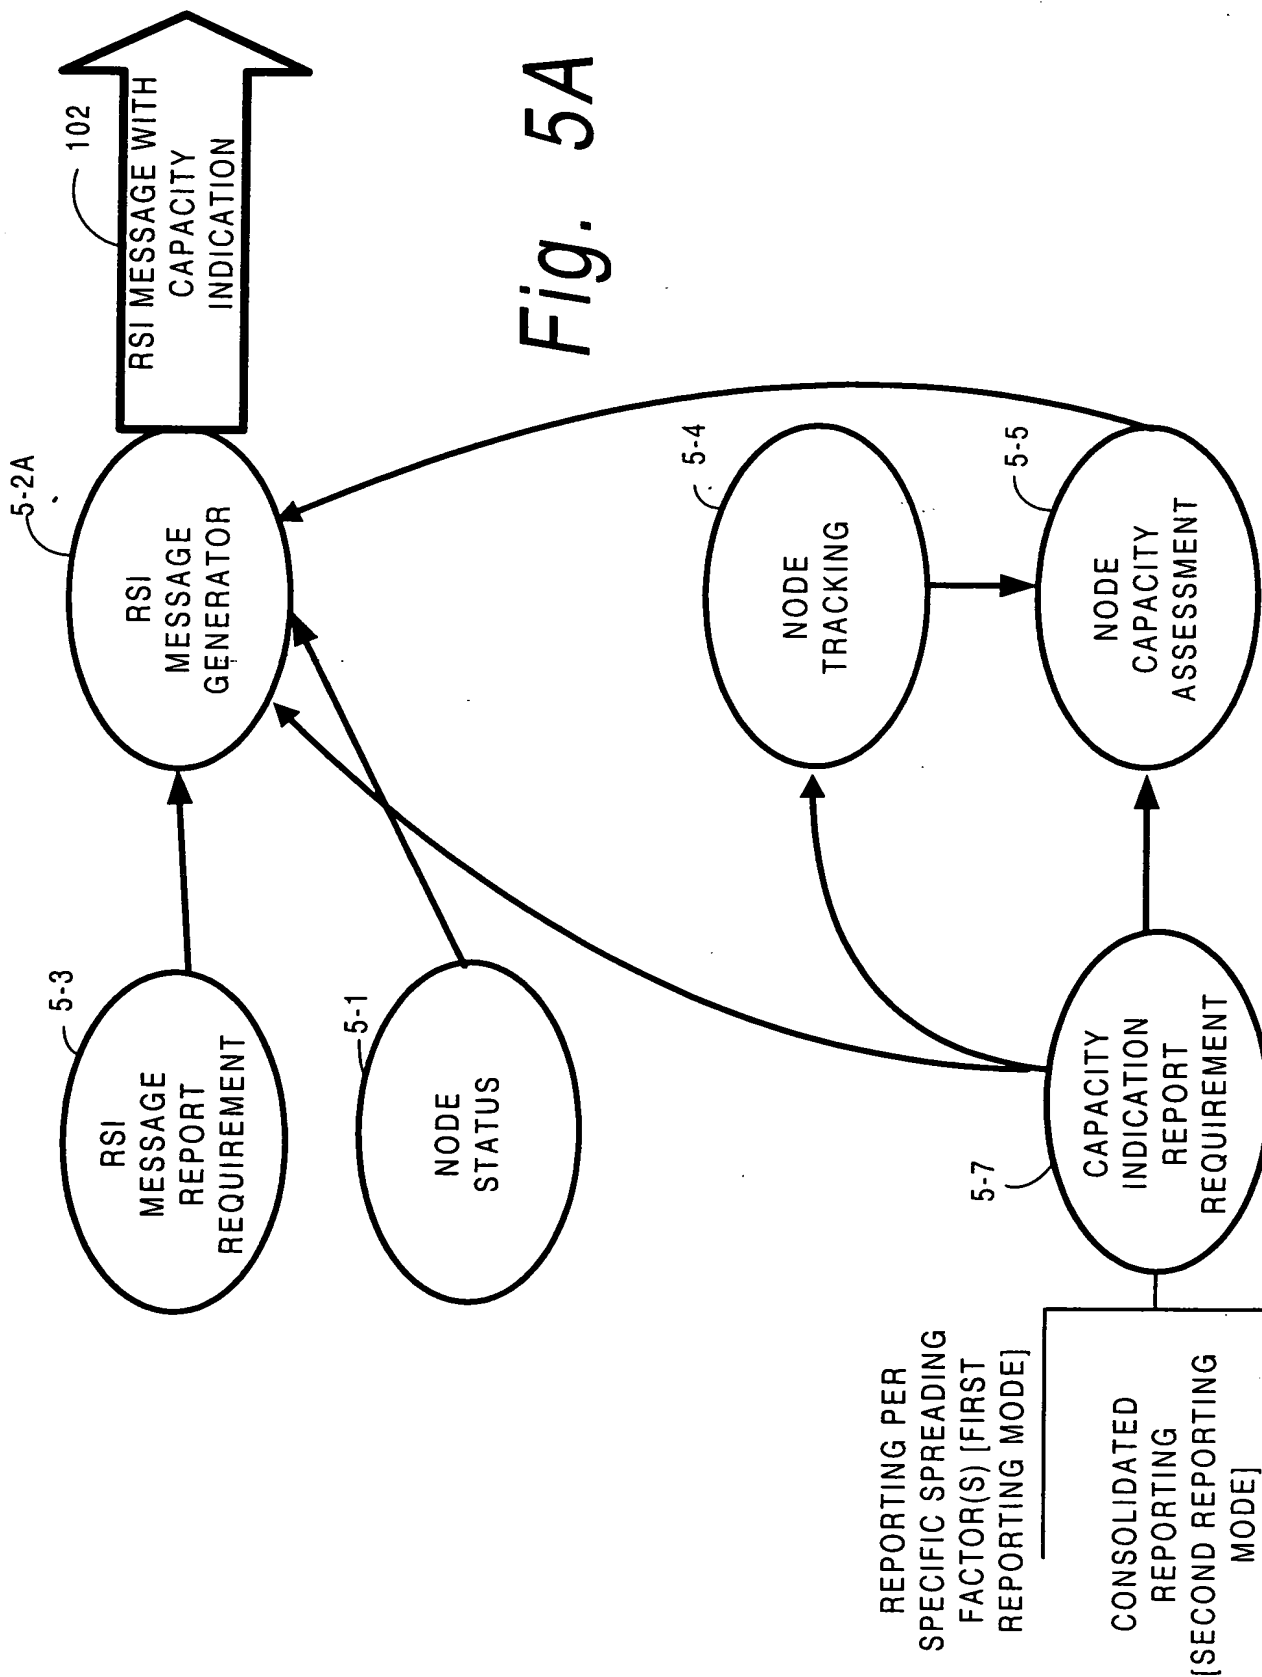 5-3
RSI
MESSAGE
REPORT
REQUIREMENT
5-2A
RSI
MESSAGE
GENERATOR
102
RSI MESSAGE WITH
CAPACITY
INDICATION
5-1
NODE
STATUS
Fig. 5A
5-4
NODE
TRACKING
REPORTING PER
SPECIFIC SPREADING
FACTOR(S) [FIRST
REPORTING MODE]
5-7
CAPACITY
INDICATION
REPORT
REQUIREMENT
5-5
NODE
CAPACITY
ASSESSMENT
CONSOLIDATED
REPORTING
[SECOND REPORTING
MODE]